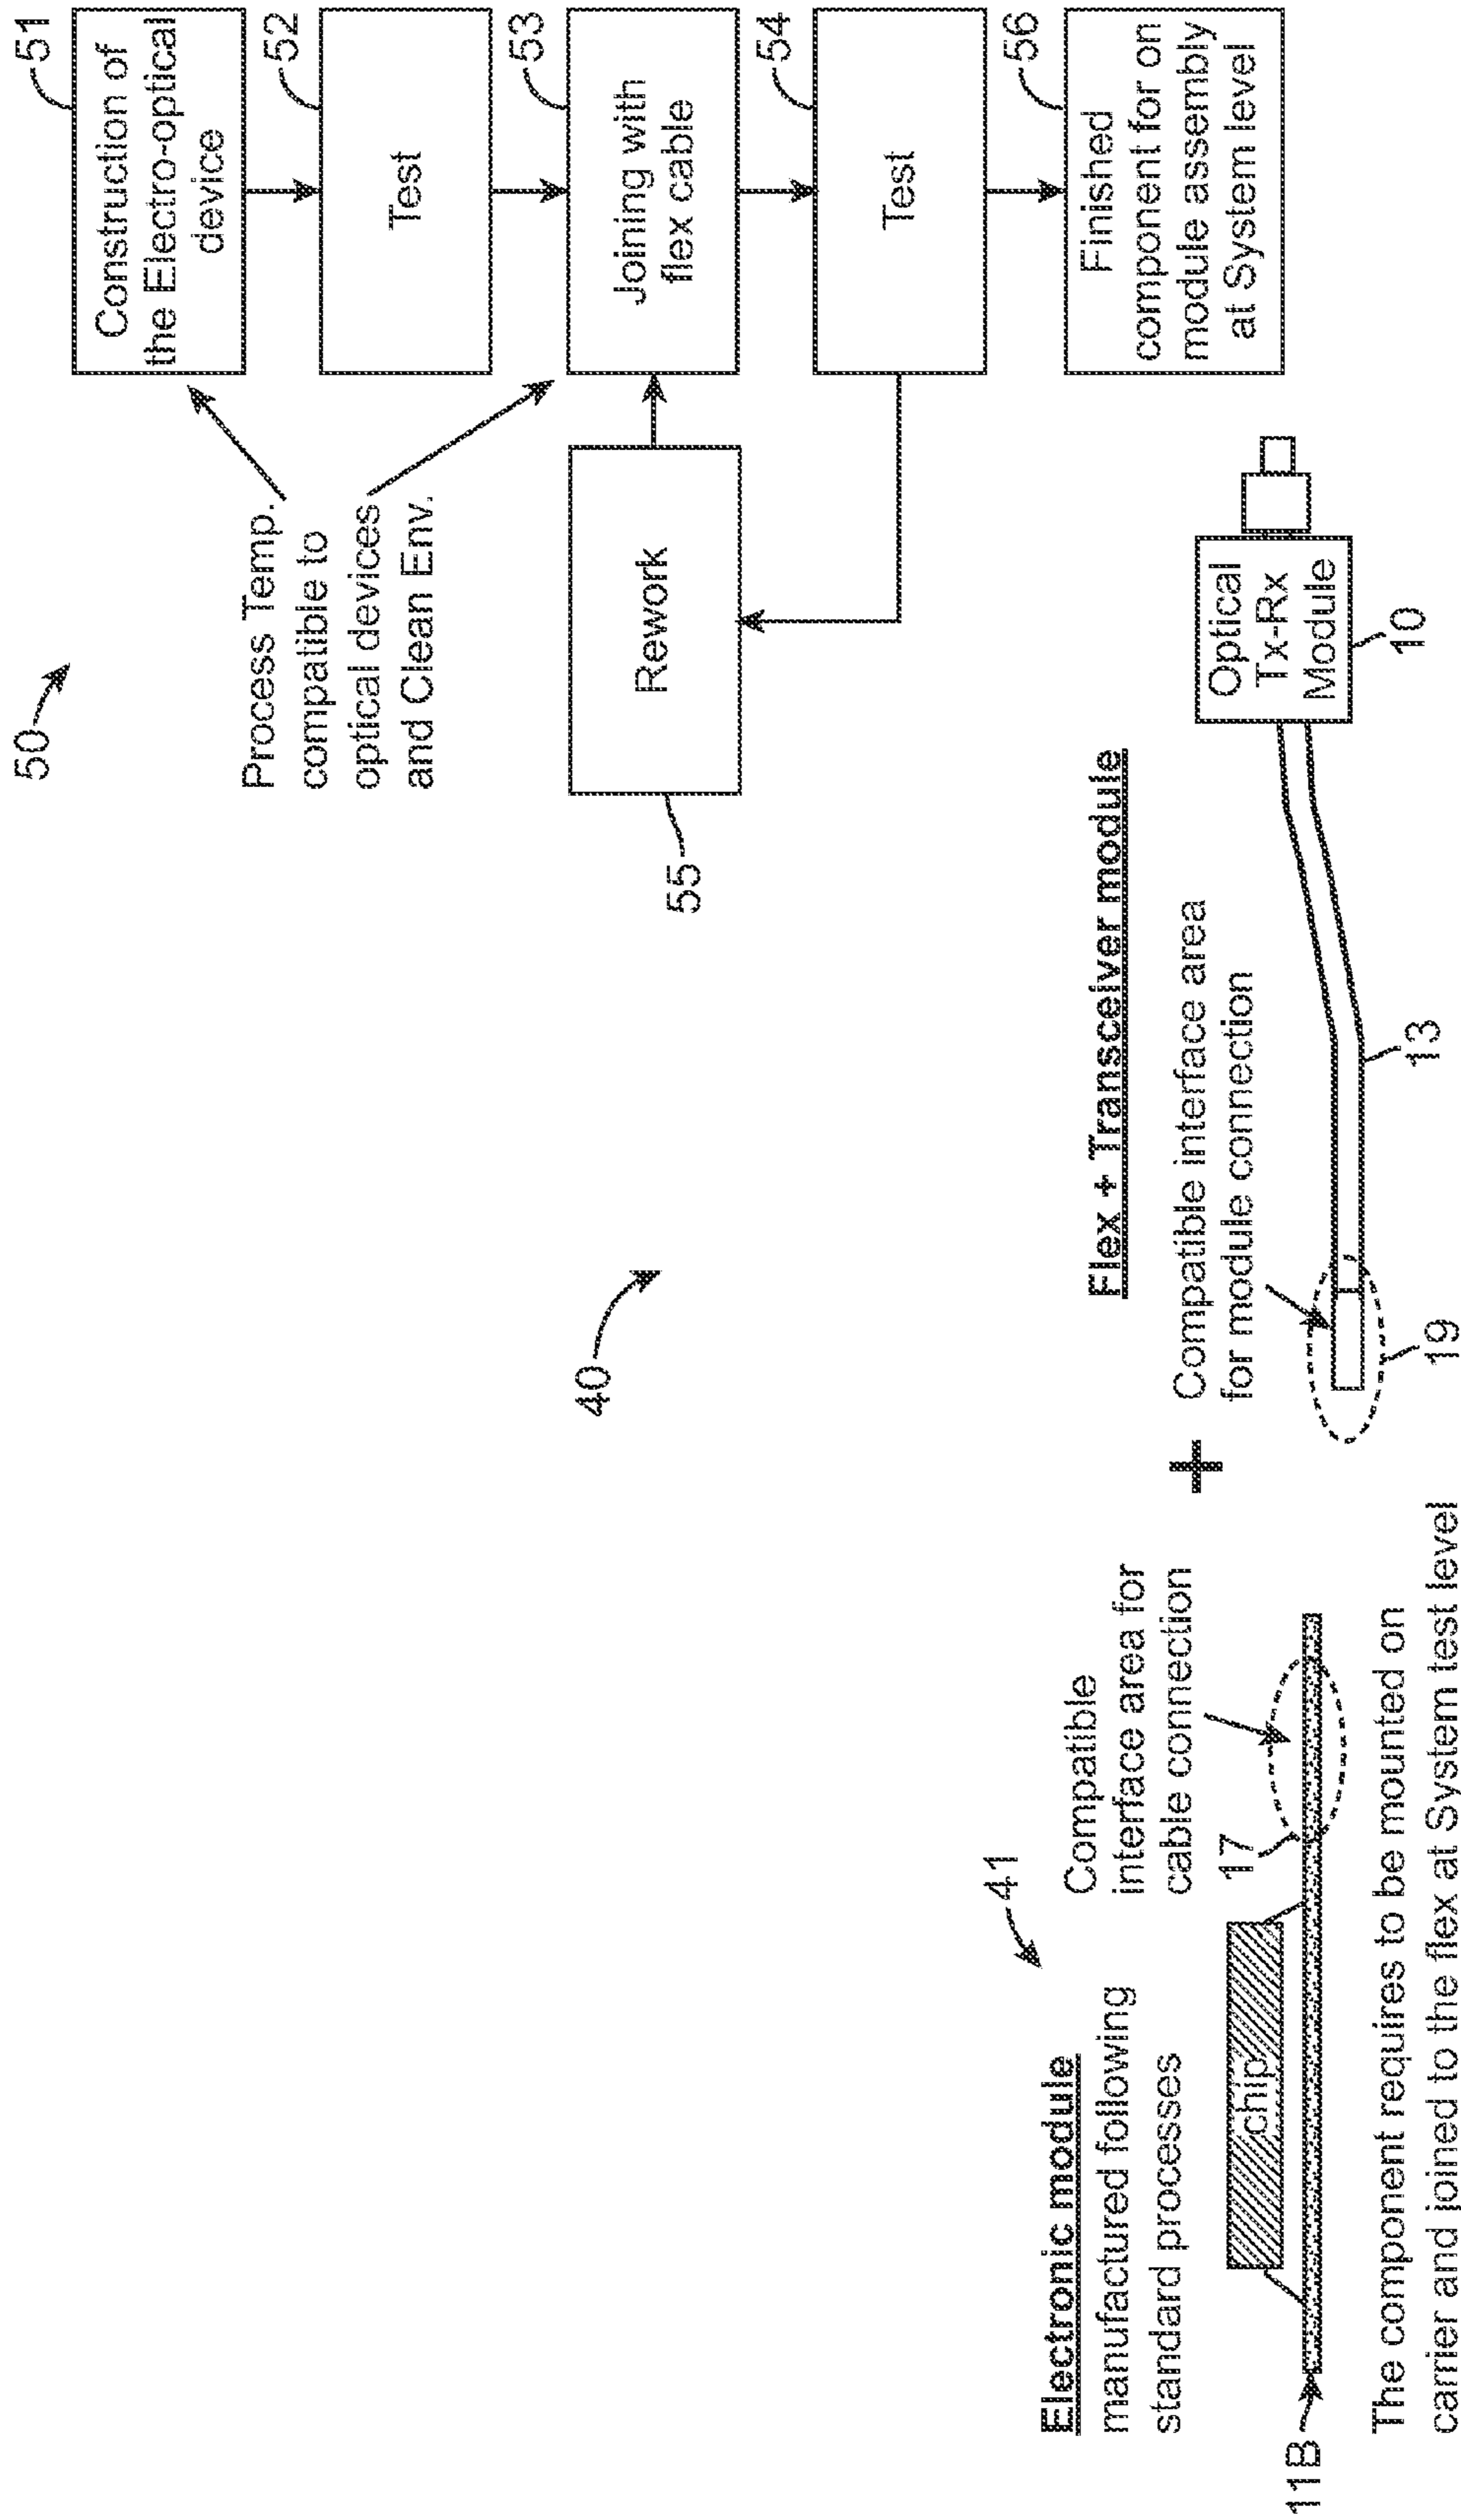 50
51
Construction of
the Electro-optical
device
52
Test
Process Temp.
compatible to
optical devices
and Clean Env.
53
Joining with
flex cable
Rework
55
54
Test
56
Finished
component for on
module assembly
at System level
40
41
Electronic module
manufactured following
standard processes
Compatible
interface area for
cable connection
17
chip
11B
The component requires to be mounted on
carrier and joined to the flex at System test level
+
Flex + Transceiver module
Compatible interface area
for module connection
Optical
Tx-Rx
Module
10
13
19